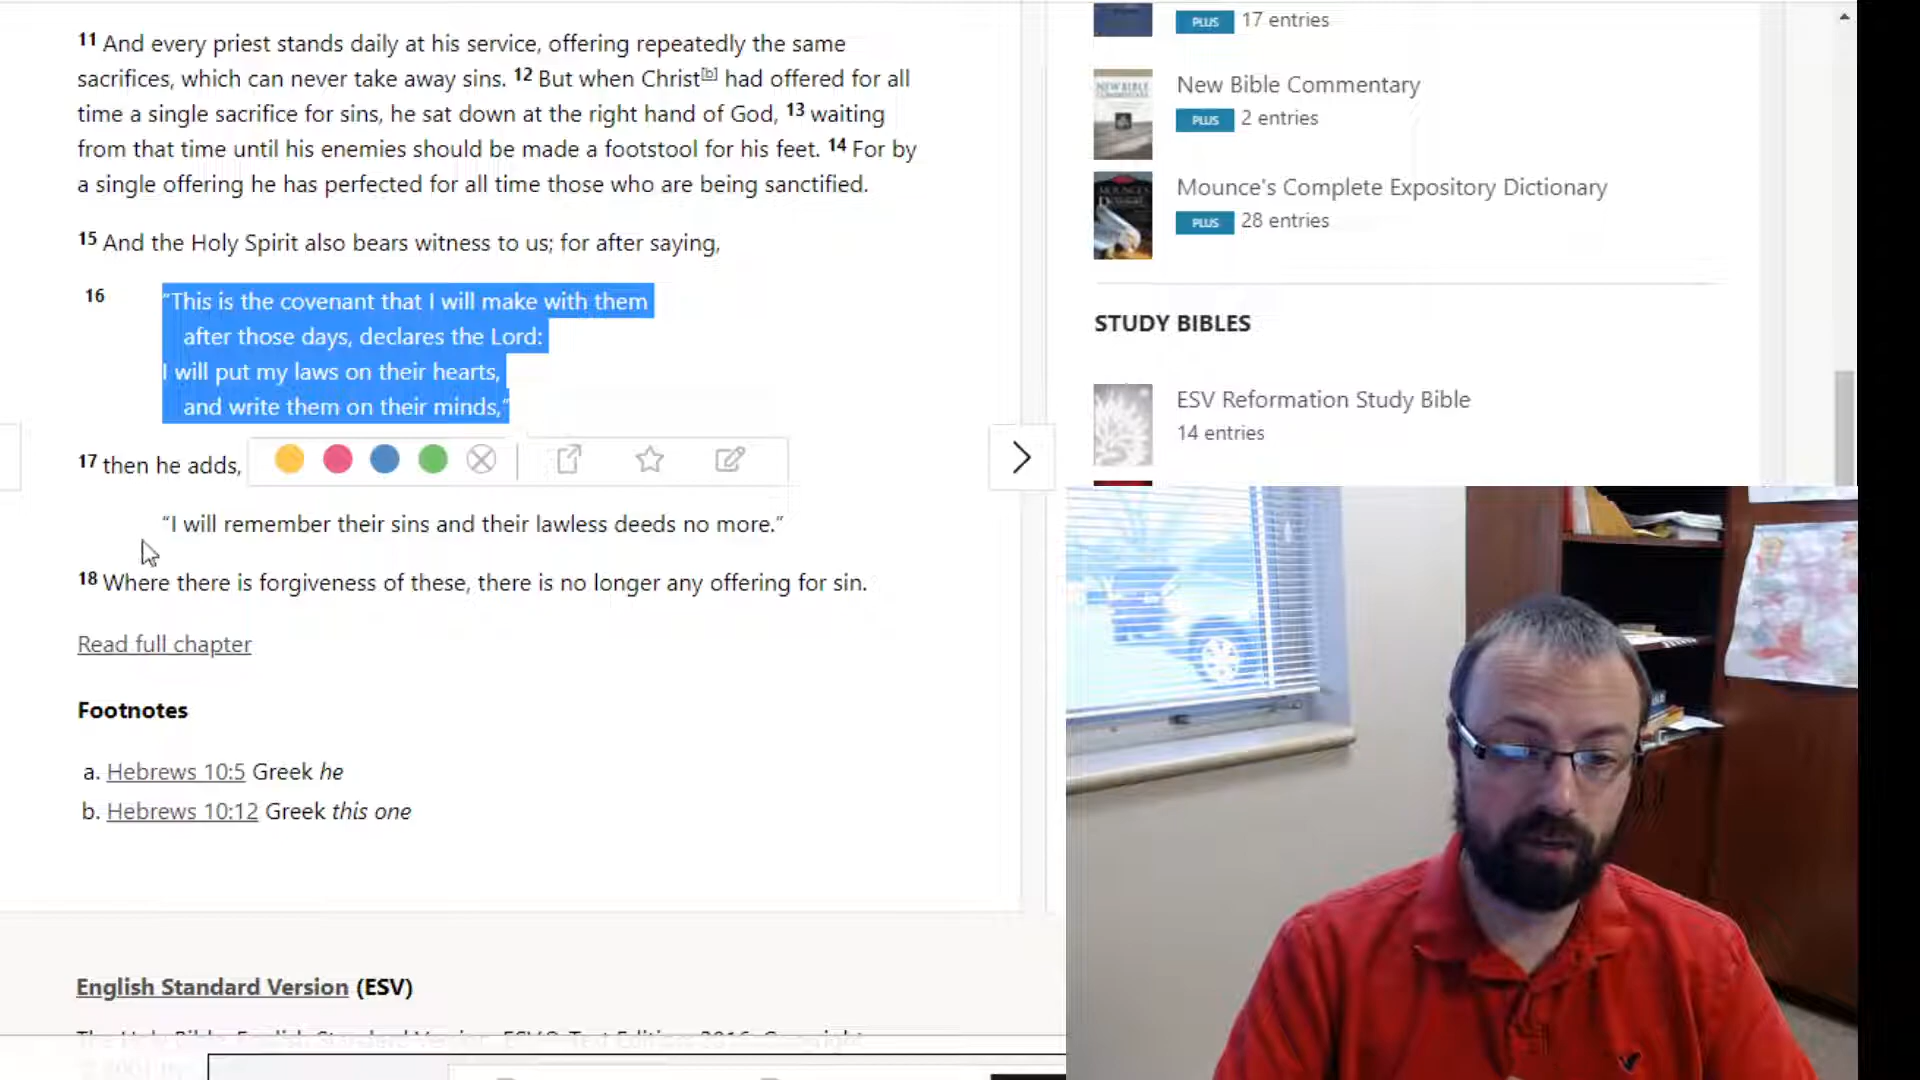 11 And every priest stands daily at his service, offering repeatedly the same
sacrifices, which can never take away sins. 12 But when Christ[b] had offered for all
time a single sacrifice for sins, he sat down at the right hand of God, 13 waiting
from that time until his enemies should be made a footstool for his feet. 14 For by
a single offering he has perfected for all time those who are being sanctified.
15 And the Holy Spirit also bears witness to us; for after saying,
16 “This is the covenant that I will make with them
after those days, declares the Lord:
I will put my laws on their hearts,
and write them on their minds,”
17 then he adds,
“I will remember their sins and their lawless deeds no more.”
18 Where there is forgiveness of these, there is no longer any offering for sin.
Read full chapter
Footnotes
a. Hebrews 10:5 Greek he
b. Hebrews 10:12 Greek this one
English Standard Version (ESV)
PLUS 17 entries
New Bible Commentary
PLUS 2 entries
Mounce's Complete Expository Dictionary
PLUS 28 entries
STUDY BIBLES
ESV Reformation Study Bible
14 entries